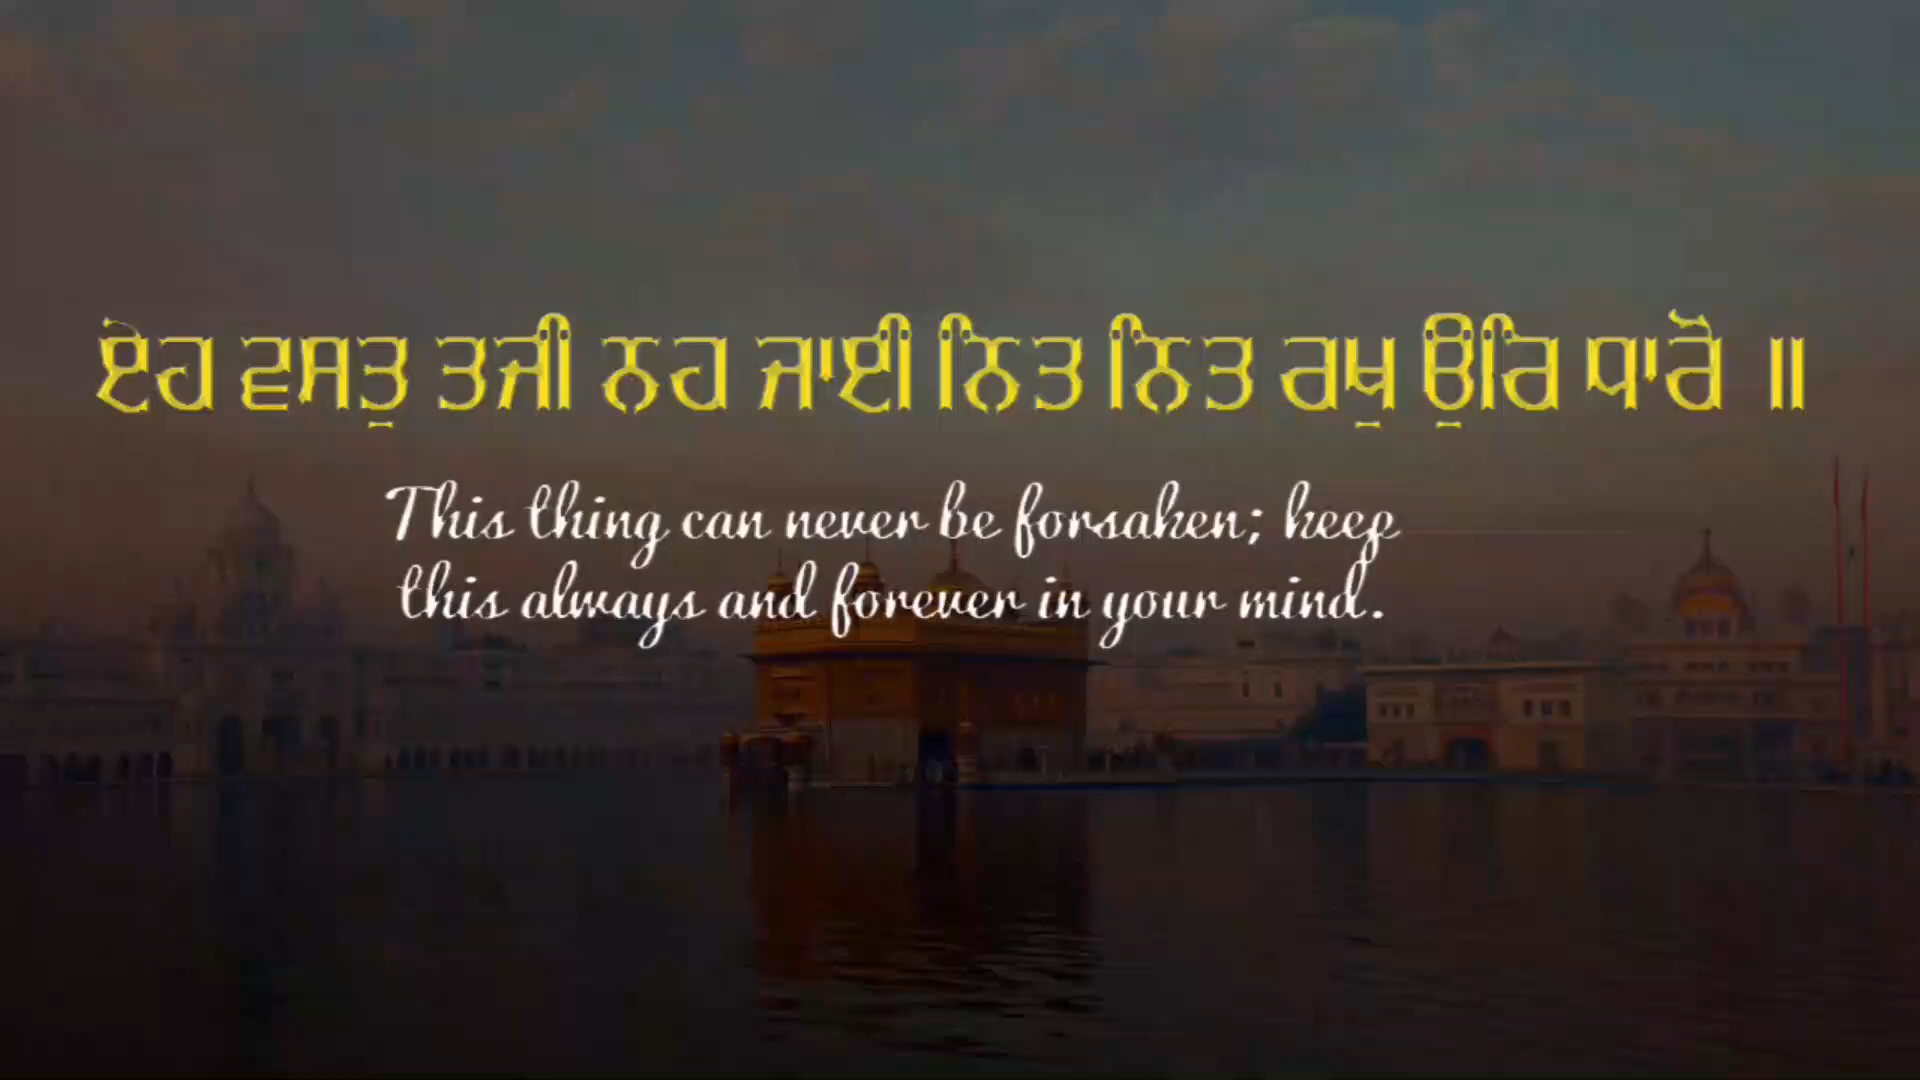 ਏਹ ਵਸਤੁ ਤਜੀ ਨਹ ਜਾਈ ਨਿਤ ਨਿਤ ਰਖੁ ਉਰਿ ਧਾਰੋ ॥
This thing can never be forsaken; keep
this always and forever in your mind.